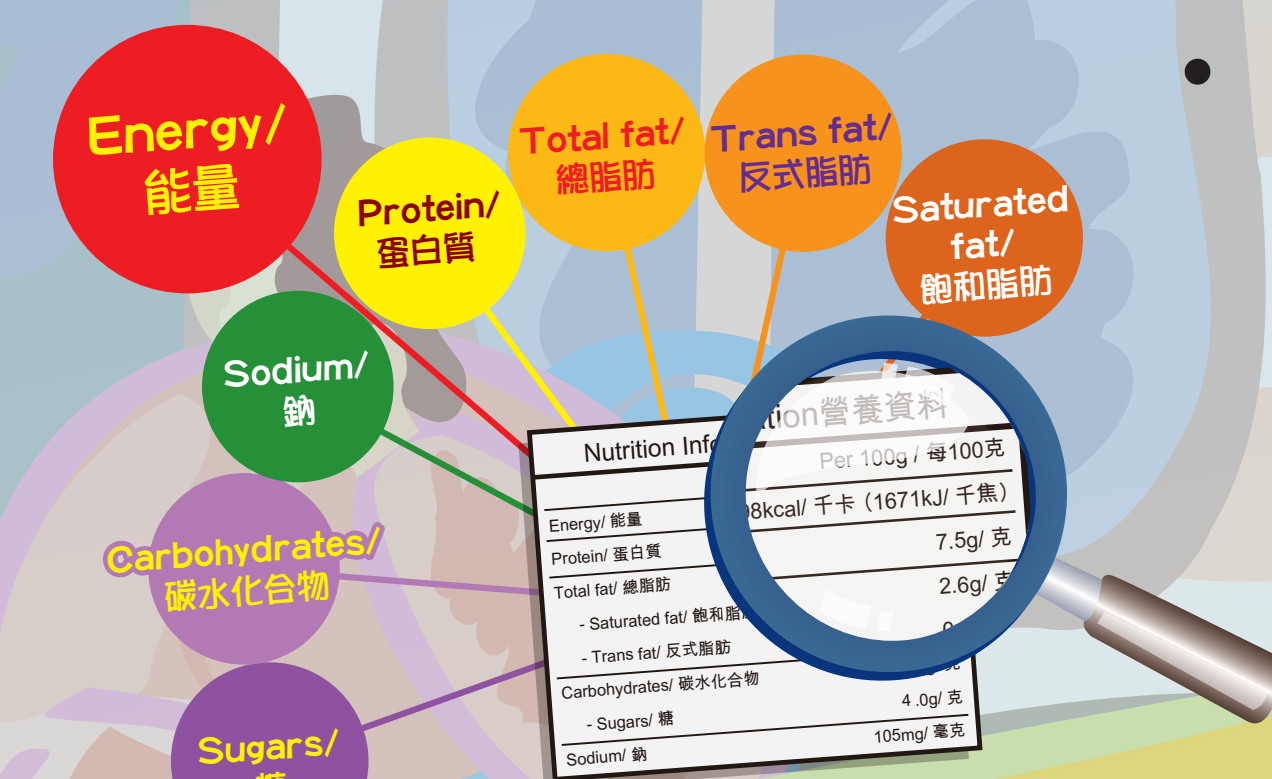 Energy/
能量
Protein/
蛋白質
Total fat/
總脂肪
Trans fat/
反式脂肪
Saturated
fat/
飽和脂肪
Sodium/
鈉
Carbohydrates/
碳水化合物
Sugars/
糖
Nutrition Info tion營養資料
Per 100g / 每100克
Energy/ 能量 98kcal/ 千卡（1671kJ/ 千焦）
Protein/ 蛋白質 7.5g/ 克
Total fat/ 總脂肪 2.6g/ 克
- Saturated fat/ 飽和脂
- Trans fat/ 反式脂肪
Carbohydrates/ 碳水化合物
- Sugars/ 糖 4 .0g/ 克
Sodium/ 鈉 105mg/ 毫克